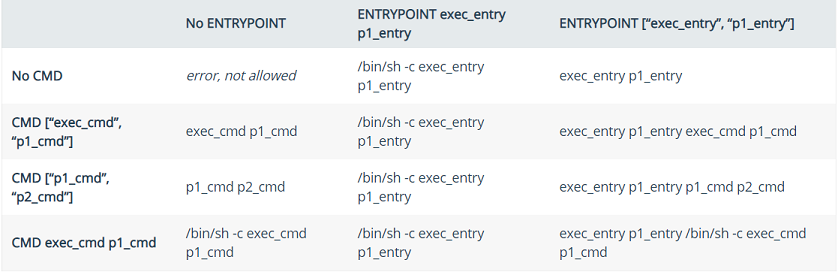 No ENTRYPOINT
ENTRYPOINT exec_entry
p1_entry
ENTRYPOINT [“exec_entry”, “p1_entry”]
No CMD
error, not allowed
/bin/sh -c exec_entry
p1_entry
exec_entry p1_entry
CMD [“exec_cmd”,
“p1_cmd”]
exec_cmd p1_cmd
/bin/sh -c exec_entry
p1_entry
exec_entry p1_entry exec_cmd p1_cmd
CMD [“p1_cmd”,
“p2_cmd”]
p1_cmd p2_cmd
/bin/sh -c exec_entry
p1_entry
exec_entry p1_entry p1_cmd p2_cmd
CMD exec_cmd p1_cmd
/bin/sh -c exec_cmd
p1_cmd
/bin/sh -c exec_entry
p1_entry
exec_entry p1_entry /bin/sh -c exec_cmd
p1_cmd